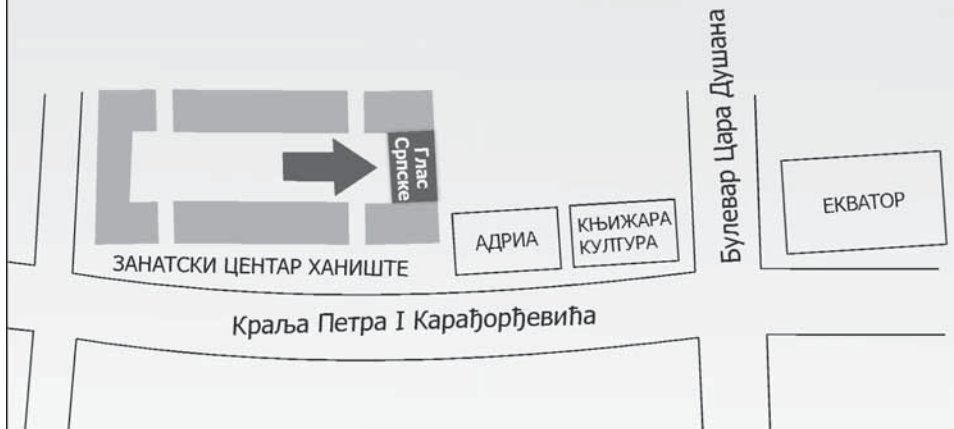 Глас
Српске
ЗАНАТСКИ ЦЕНТАР ХАНИШТЕ
АДРИА
КЊИЖАРА
КУЛТУРА
Булевар Цара Душана
ЕКВАТОР
Краља Петра I Карађорђевића